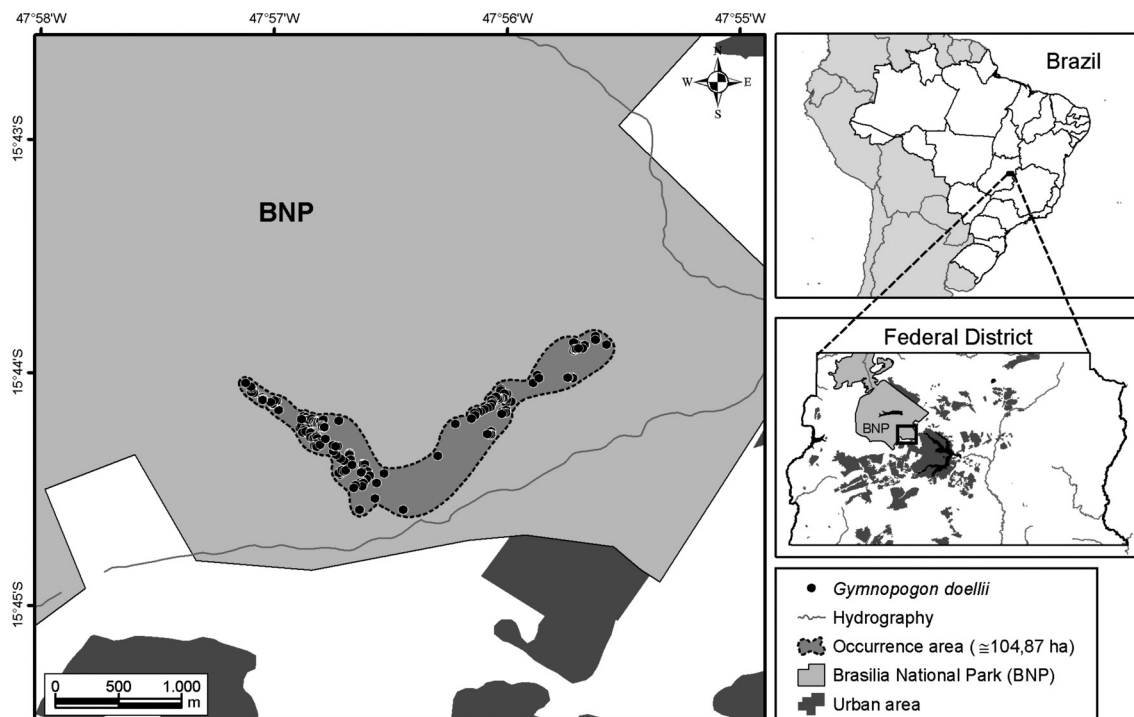 47°58'W 47°57'W 47°56'W 47°55'W
15°43'S
15°44'S
15°45'S
N
W E
S
BNP
0 500 1.000
m
Brazil
Federal District
BNP
Gymnopogon doellii
Hydrography
Occurrence area (≅104,87 ha)
Brasilia National Park (BNP)
Urban area